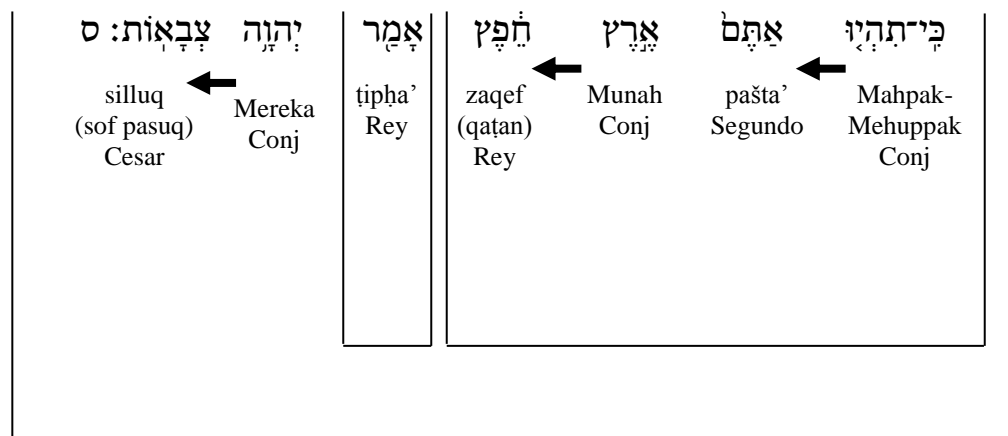 כִּֽי־תִהְי֤וּ אַתֶּם֙ אֶ֣רֶץ חֵ֔פֶץ אָמַ֖ר יְהוָ֥ה צְבָאֽוֹת׃ ס
silluq (sof pasuq) Cesar
Mereka Conj
ṭipḥa’ Rey
zaqef (qaṭan) Rey
Munah Conj
pašta’ Segundo
Mahpak-Mehuppak Conj